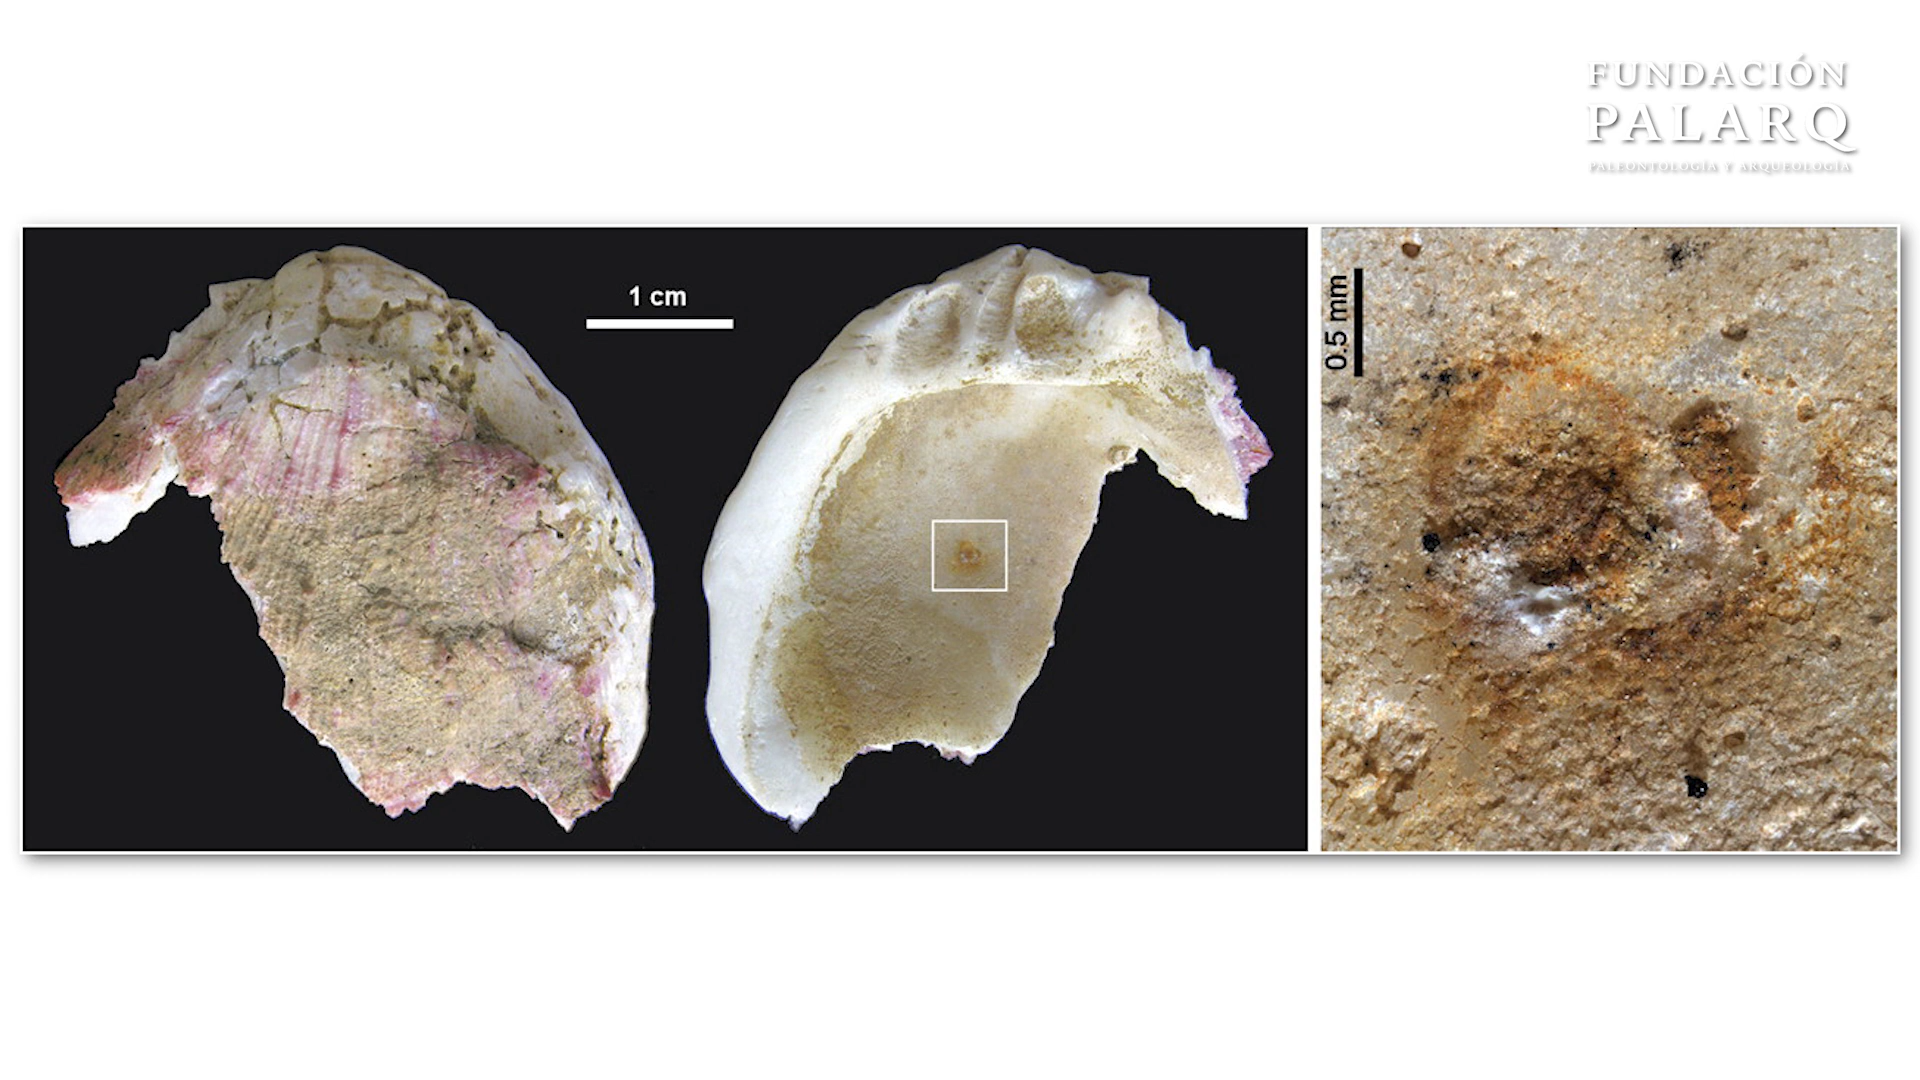 FUNDACIÓN
PALARQ
PALEONTOLOGÍA Y ARQUEOLOGÍA
1 cm
0.5 mm